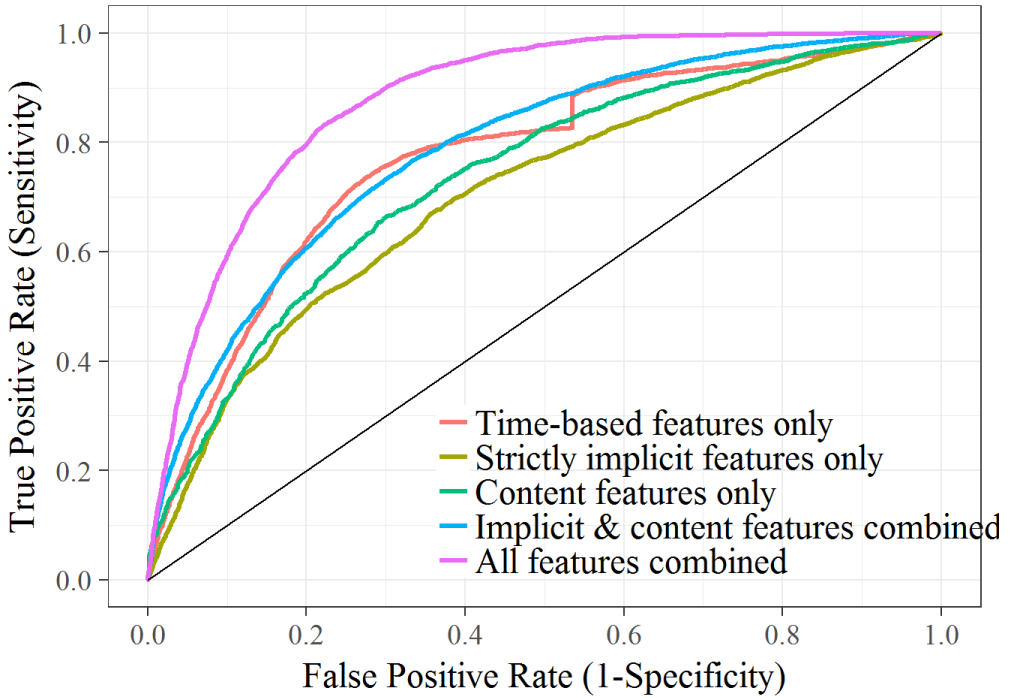 True Positive Rate (Sensitivity)
1.0
0.8
0.6
0.4
0.2
0.0
Time-based features only
Strictly implicit features only
Content features only
Implicit & content features combined
All features combined
0.0 0.2 0.4 0.6 0.8 1.0
False Positive Rate (1-Specificity)